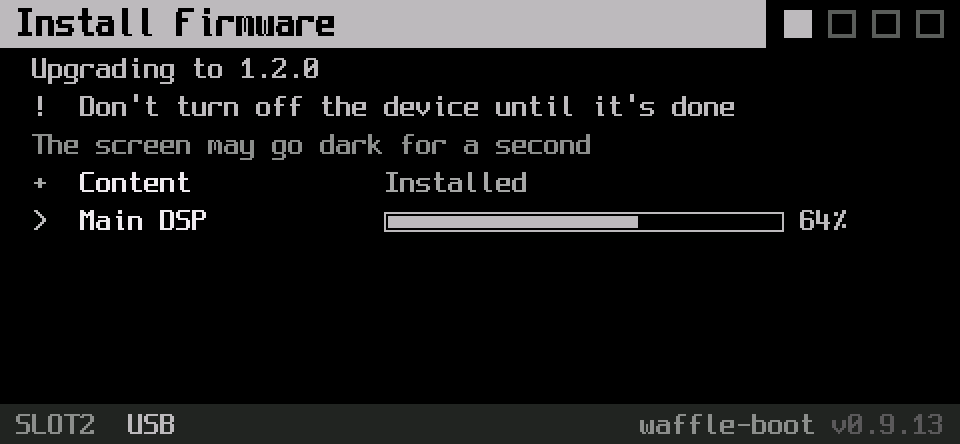 Install Firmware
Upgrading to 1.2.0
! Don't turn off the device until it's done
The screen may go dark for a second
+ Content Installed
> Main DSP 64%
SLOT2 USB waffle-boot v0.9.13